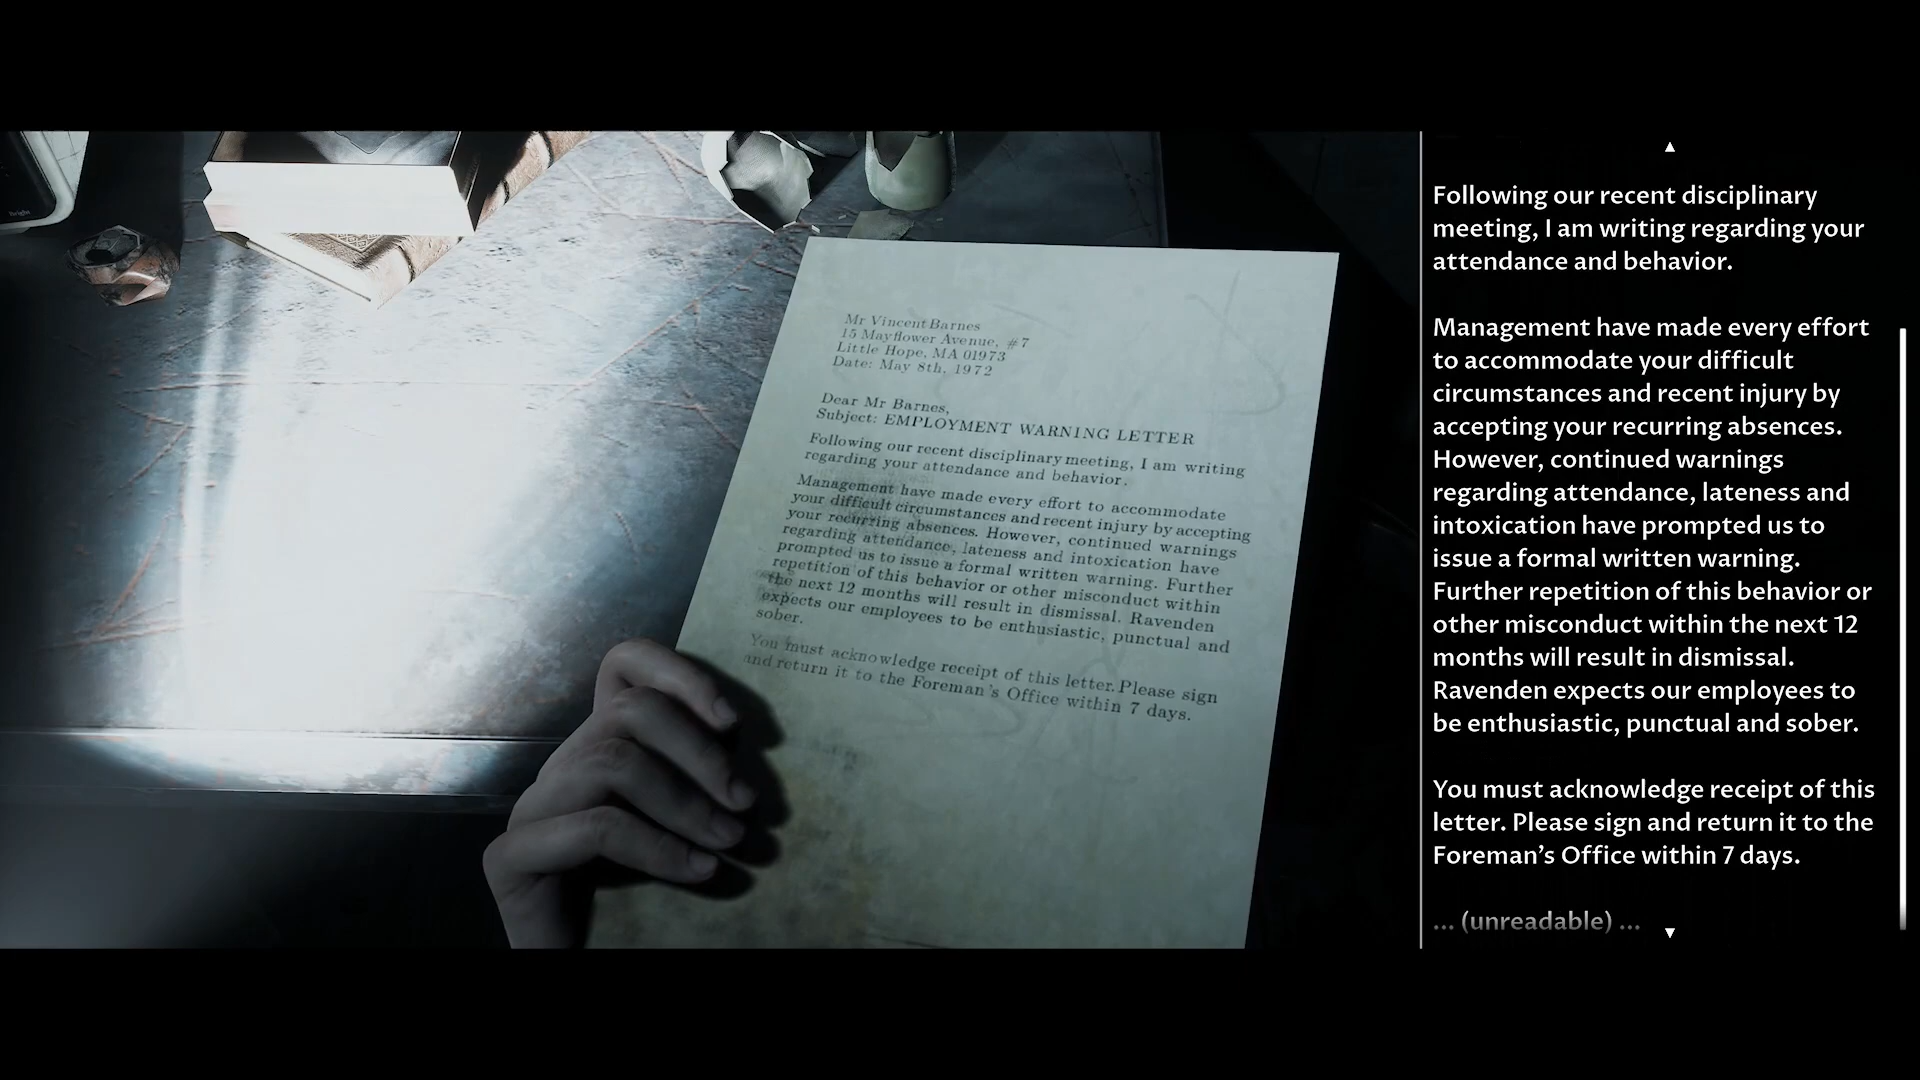 Bright
Mr Vincent Barnes
15 Mayflower Avenue, #7
Little Hope, MA 01973
Date: May 8th, 1972
Dear Mr Barnes,
Subject: EMPLOYMENT WARNING LETTER
Following our recent disciplinary meeting, I am writing
regarding your attendance and behavior.
Management have made every effort to accommodate
your difficult circumstances and recent injury by accepting
your recurring absences. However, continued warnings
regarding attendance, lateness and intoxication have
prompted us to issue a formal written warning. Further
repetition of this behavior or other misconduct within
the next 12 months will result in dismissal. Ravenden
expects our employees to be enthusiastic, punctual and
sober.
You must acknowledge receipt of this letter. Please sign
and return it to the Foreman's Office within 7 days.
Following our recent disciplinary
meeting, I am writing regarding your
attendance and behavior.
Management have made every effort
to accommodate your difficult
circumstances and recent injury by
accepting your recurring absences.
However, continued warnings
regarding attendance, lateness and
intoxication have prompted us to
issue a formal written warning.
Further repetition of this behavior or
other misconduct within the next 12
months will result in dismissal.
Ravenden expects our employees to
be enthusiastic, punctual and sober.
You must acknowledge receipt of this
letter. Please sign and return it to the
Foreman's Office within 7 days.
... (unreadable) ...